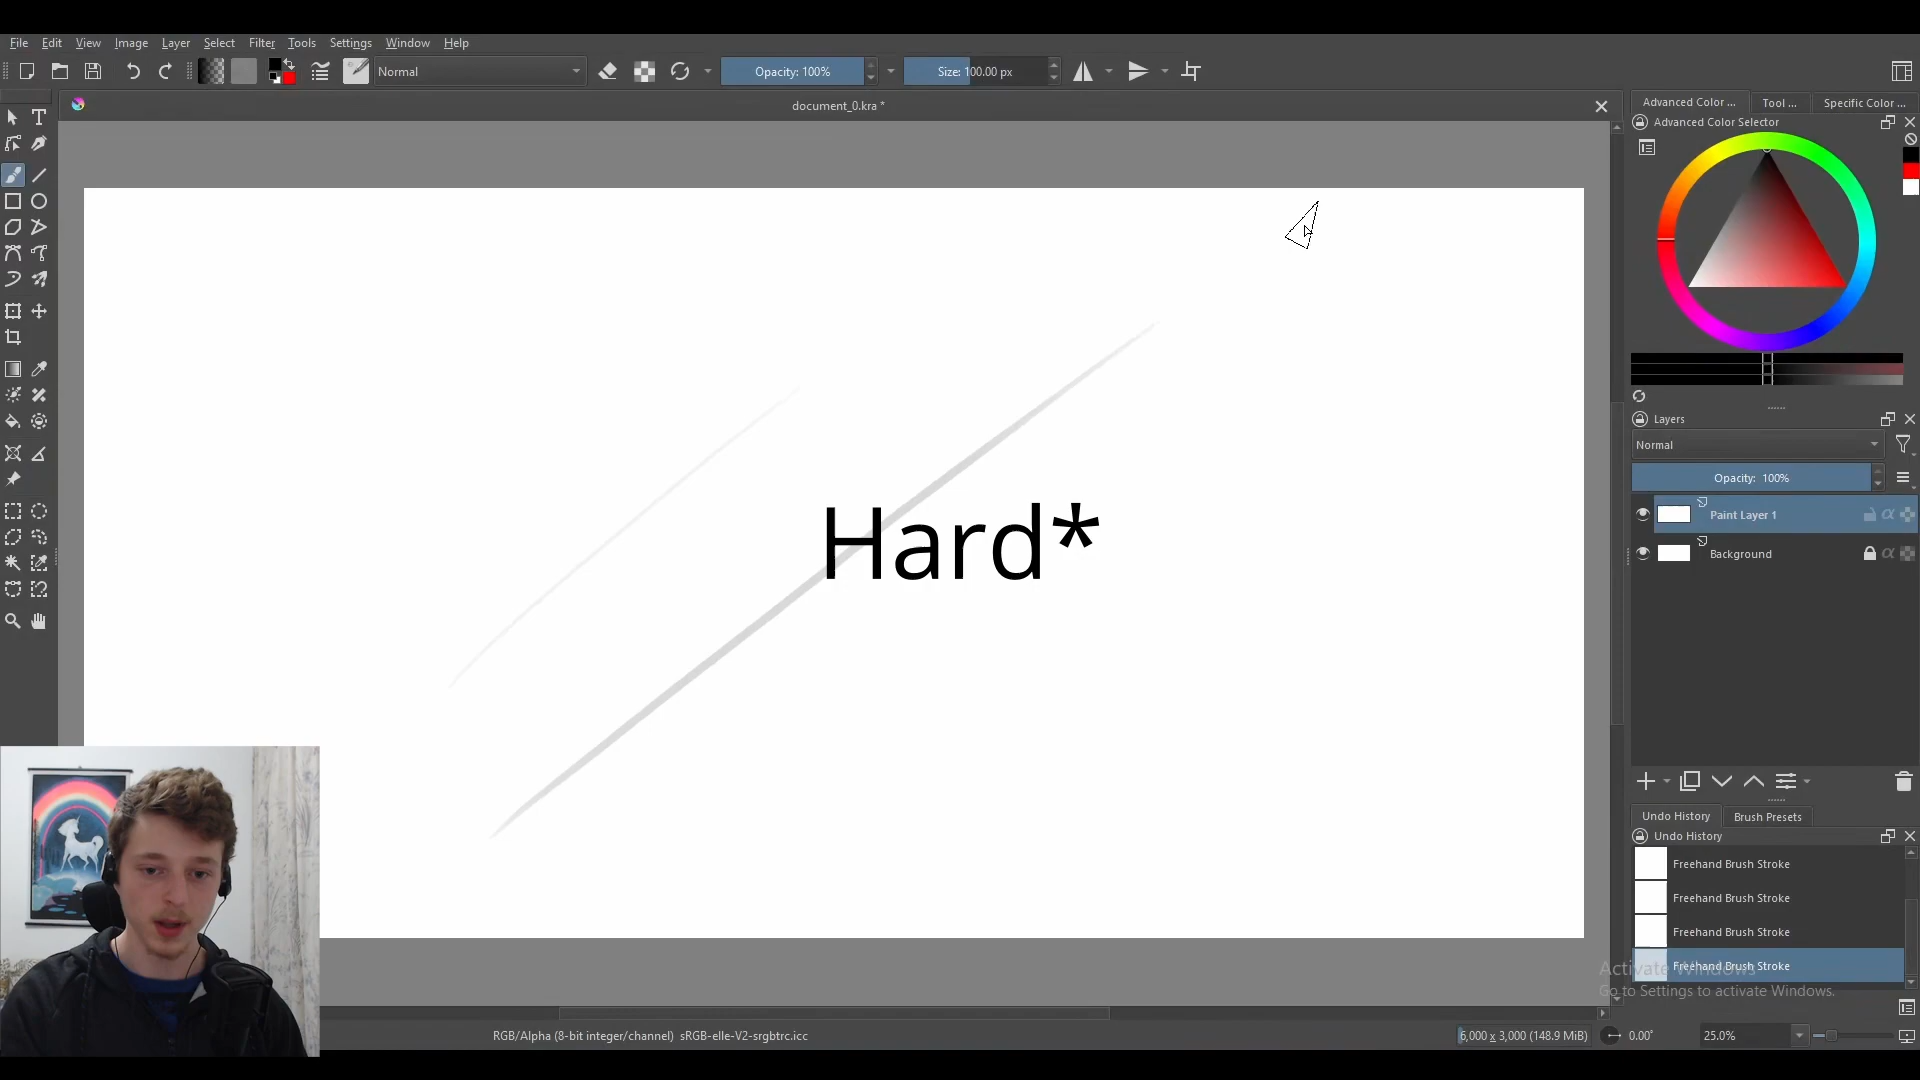 File Edit View Image Layer Select Filter Tools Settings Window Help
Normal
Opacity: 100%
Size: 100.00 px
document_0.kra *
Advanced Color ...
Tool ...
Specific Color ...
Advanced Color Selector
Layers
Normal
Opacity: 100%
Paint Layer 1
Background
Hard*
Undo History
Brush Presets
Undo History
Freehand Brush Stroke
Freehand Brush Stroke
Freehand Brush Stroke
Freehand Brush Stroke
Activate Windows
Go to Settings to activate Windows.
RGB/Alpha (8-bit integer/channel) sRGB-elle-V2-srgbtrc.icc
6,000 x 3,000 (148.9 MiB)
0.00°
25.0%